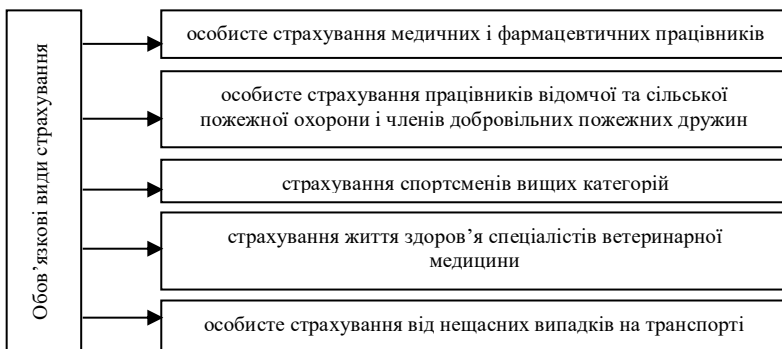 Обов’язкові види страхування
особисте страхування медичних і фармацевтичних працівників
особисте страхування працівників відомчої та сільської
пожежної охорони і членів добровільних пожежних дружин
страхування спортсменів вищих категорій
страхування життя здоров’я спеціалістів ветеринарної
медицини
особисте страхування від нещасних випадків на транспорті